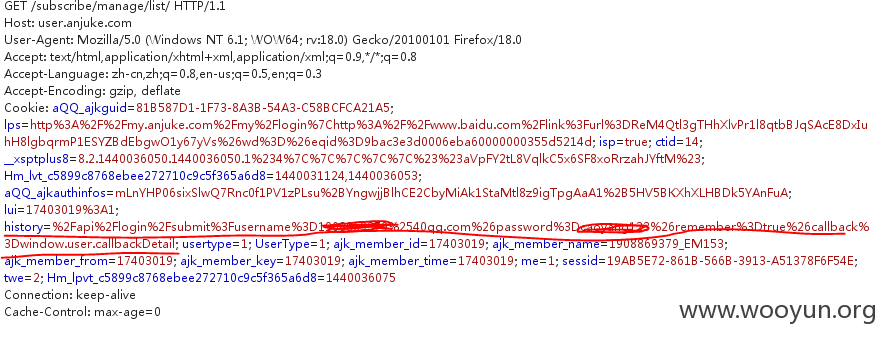 GET /subscribe/manage/list/ HTTP/1.1
Host: user.anjuke.com
User-Agent: Mozilla/5.0 (Windows NT 6.1; WOW64; rv:18.0) Gecko/20100101 Firefox/18.0
Accept: text/html,application/xhtml+xml,application/xml;q=0.9,*/*;q=0.8
Accept-Language: zh-cn,zh;q=0.8,en-us;q=0.5,en;q=0.3
Accept-Encoding: gzip, deflate
Cookie: aQQ_ajkguid=81B587D1-1F73-8A3B-54A3-C58BCFCA21A5;
lps=http%3A%2F%2Fmy.anjuke.com%2Fmy%2Flogin%7Chttp%3A%2F%2Fwww.baidu.com%2Flink%3Furl%3DReM4Qtl3gTHhXlvPr1l8qtbBJqSAcE8DxIu
hH8lgbqrmP1ESYZBdEbgwO1y67yVs%26wd%3D%26eqid%3D9bac3e3d0006eba60000000355d5214d; isp=true; ctid=14;
__xsptplus8=8.2.1440036050.1440036050.1%234%7C%7C%7C%7C%7C%23%23aVpFY2tL8VqlkC5x6SF8xoRrzahJYftM%23;
Hm_lvt_c5899c8768ebee272710c9c5f365a6d8=1440031124,1440036053;
aQQ_ajkauthinfos=mLnYHP06sixSlwQ7Rnc0f1PV1zPLsu%2BYngwjjBlhCE2CbyMiAk1StaMtl8z9igTpgAaA1%2B5HV5BKXhXLHBDk5YAnFuA;
lui=17403019%3A1;
history=%2Fapi%2Flogin%2Fsubmit%3Fusername%3D %2540qq.com%26password%3D %26remember%3Dtrue%26callback%
3Dwindow.user.callbackDetail; usertype=1; UserType=1; ajk_member_id=17403019; ajk_member_name=1908869379_EM153;
ajk_member_from=17403019; ajk_member_key=17403019; ajk_member_time=17403019; me=1; sessid=19AB5E72-861B-566B-3913-A51378F6F54E;
twe=2; Hm_lpvt_c5899c8768ebee272710c9c5f365a6d8=1440036075
Connection: keep-alive
Cache-Control: max-age=0
www.wooyun.org